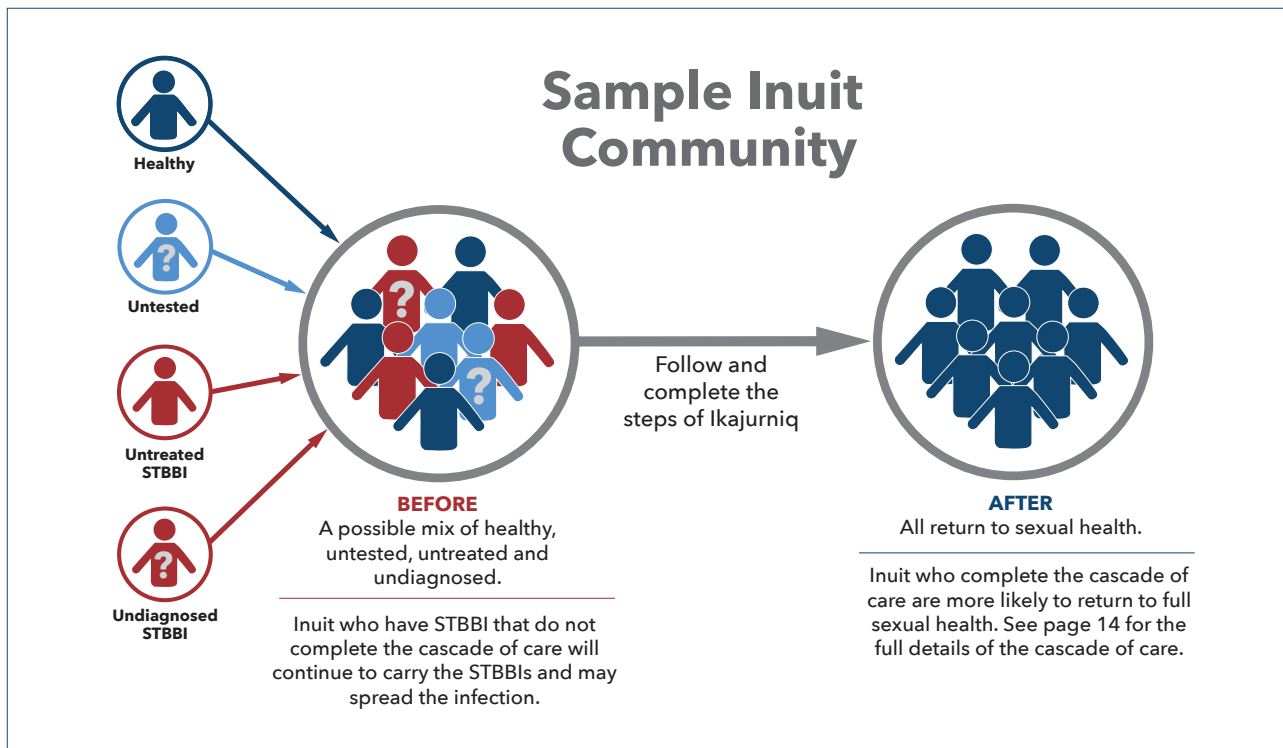 Sample Inuit
Community
Healthy
?
Untested
Untreated
STBBI
?
Undiagnosed
STBBI
?
?
BEFORE
A possible mix of healthy,
untested, untreated and
undiagnosed.
Inuit who have STBBI that do not
complete the cascade of care will
continue to carry the STBBIs and may
spread the infection.
Follow and
complete the
steps of Ikajurniq
AFTER
All return to sexual health.
Inuit who complete the cascade of
care are more likely to return to full
sexual health. See page 14 for the
full details of the cascade of care.